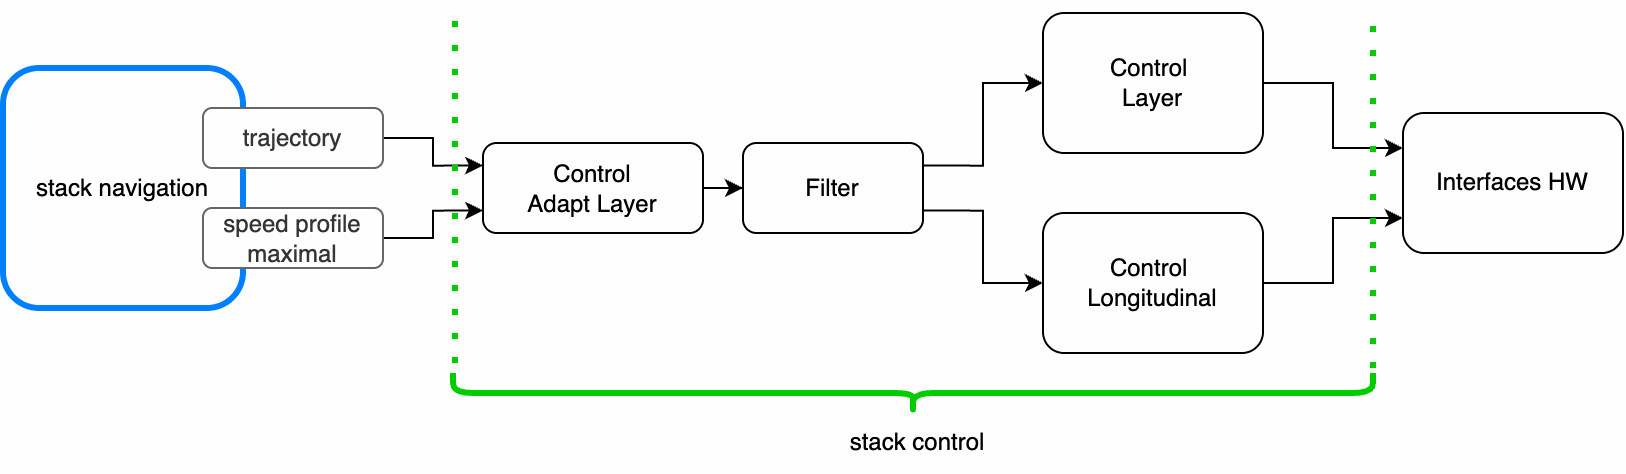 stack navigation
trajectory
speed profile
maximal
Control
Adapt Layer
Filter
Control
Layer
Control
Longitudinal
Interfaces HW
stack control